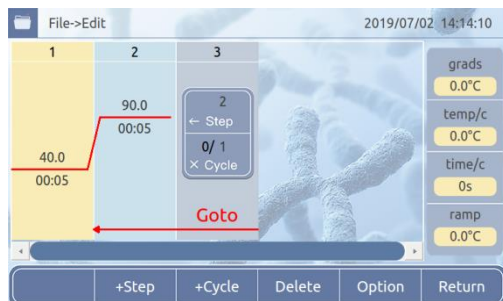 File->Edit
2019/07/02 14:14:10
1
2
3
40.0
00:05
90.0
00:05
2
← Step
0/ 1
× Cycle
Goto
grads
0.0°C
temp/c
0.0°C
time/c
0s
ramp
0.0°C
+Step
+Cycle
Delete
Option
Return